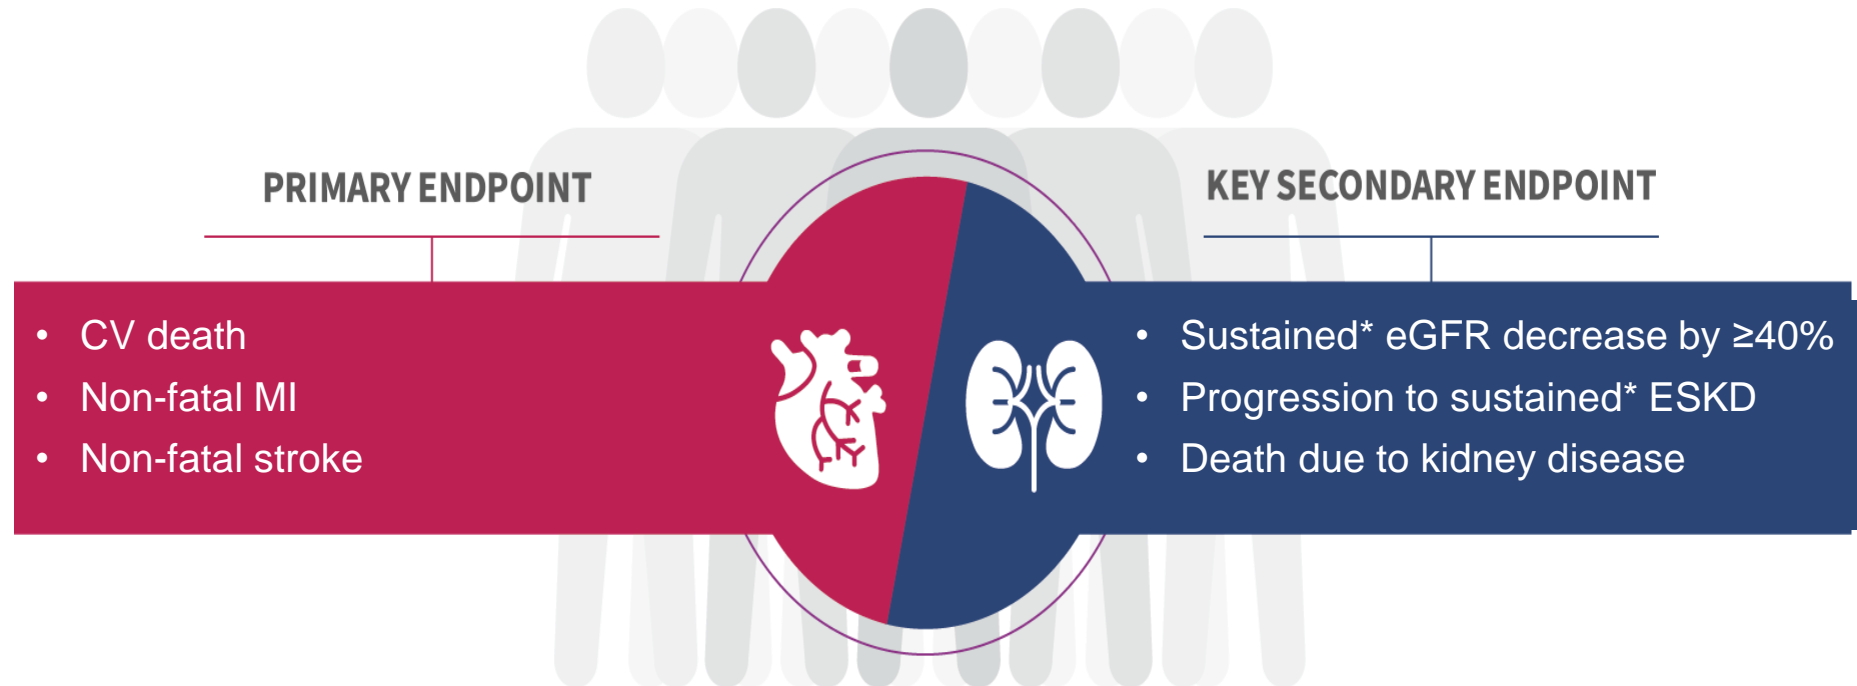 PRIMARY ENDPOINT
• CV death
• Non-fatal MI
• Non-fatal stroke
KEY SECONDARY ENDPOINT
• Sustained* eGFR decrease by ≥40%
• Progression to sustained* ESKD
• Death due to kidney disease